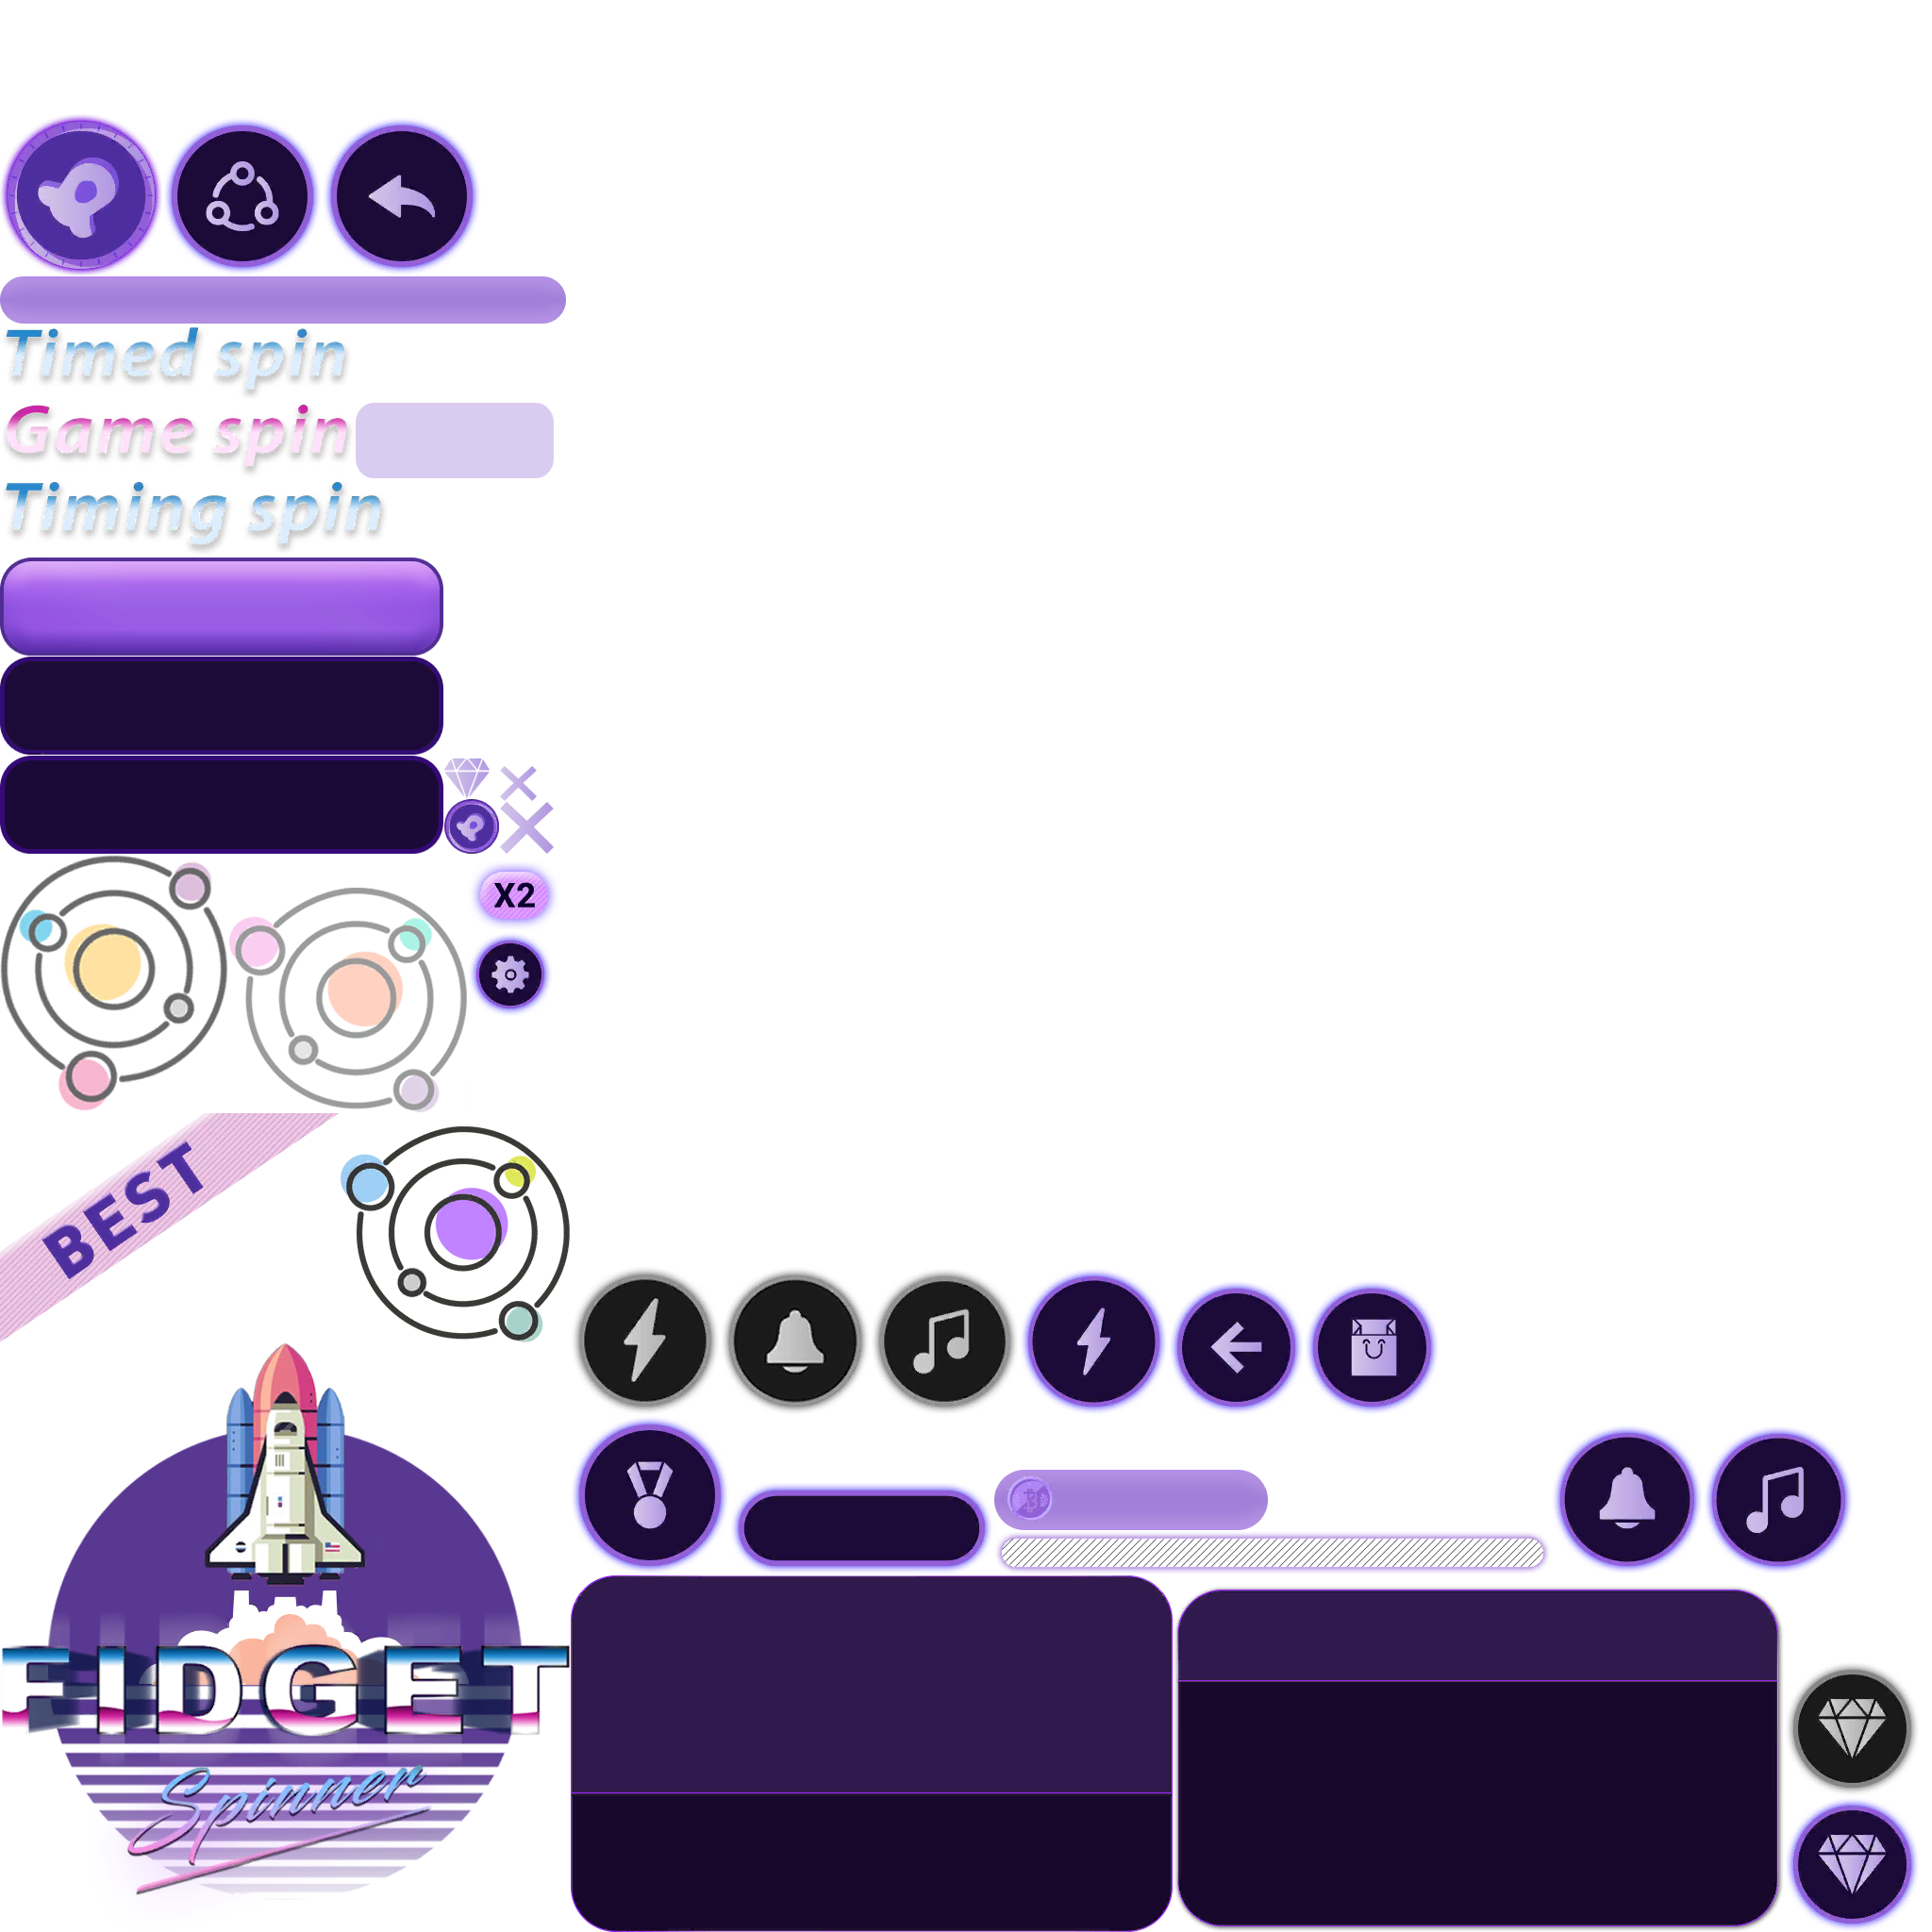 Timed spin
Game spin
Timing spin
X2
BEST
FIDGET
Spinner